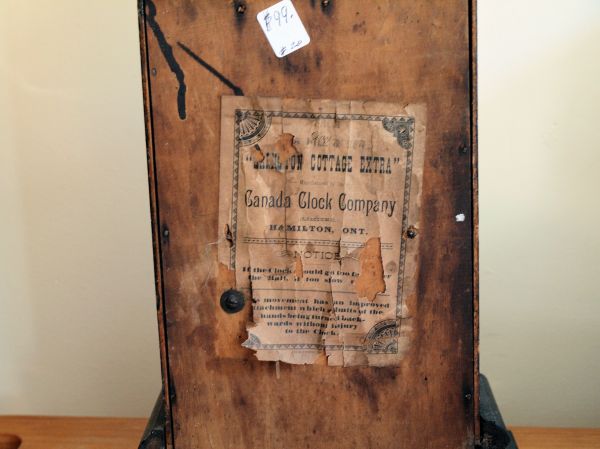 99.
COTTAGE EXTRA"
Canada Clock Company
HAMILTON, ONT.
NOTICE
If the Clock should go too fa
the Ball, if too slow
movement has an improved
ttachment which admits of the
hands being turned back-
wards without injury
to the Clock.